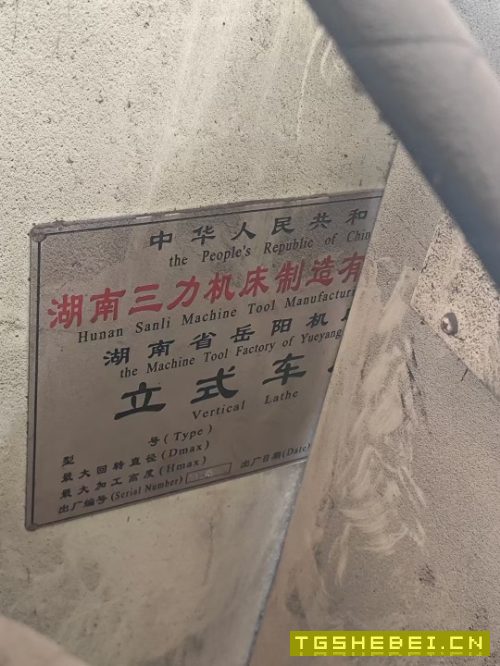 中华人民共和
the People's Republic of Chin
湖南三力机床制造有
Hunan Sanli Machine Tool Manufactur
湖南省岳阳机
the Machine Tool Factory of Yueyang
立式车
Vertical Lathe
型 号(Type)
最大回转直径(Dmax)
最大加工高度(Hmax)
出厂编号(Serial Number) 出厂日期(Date)
TGSHEBEI.CN